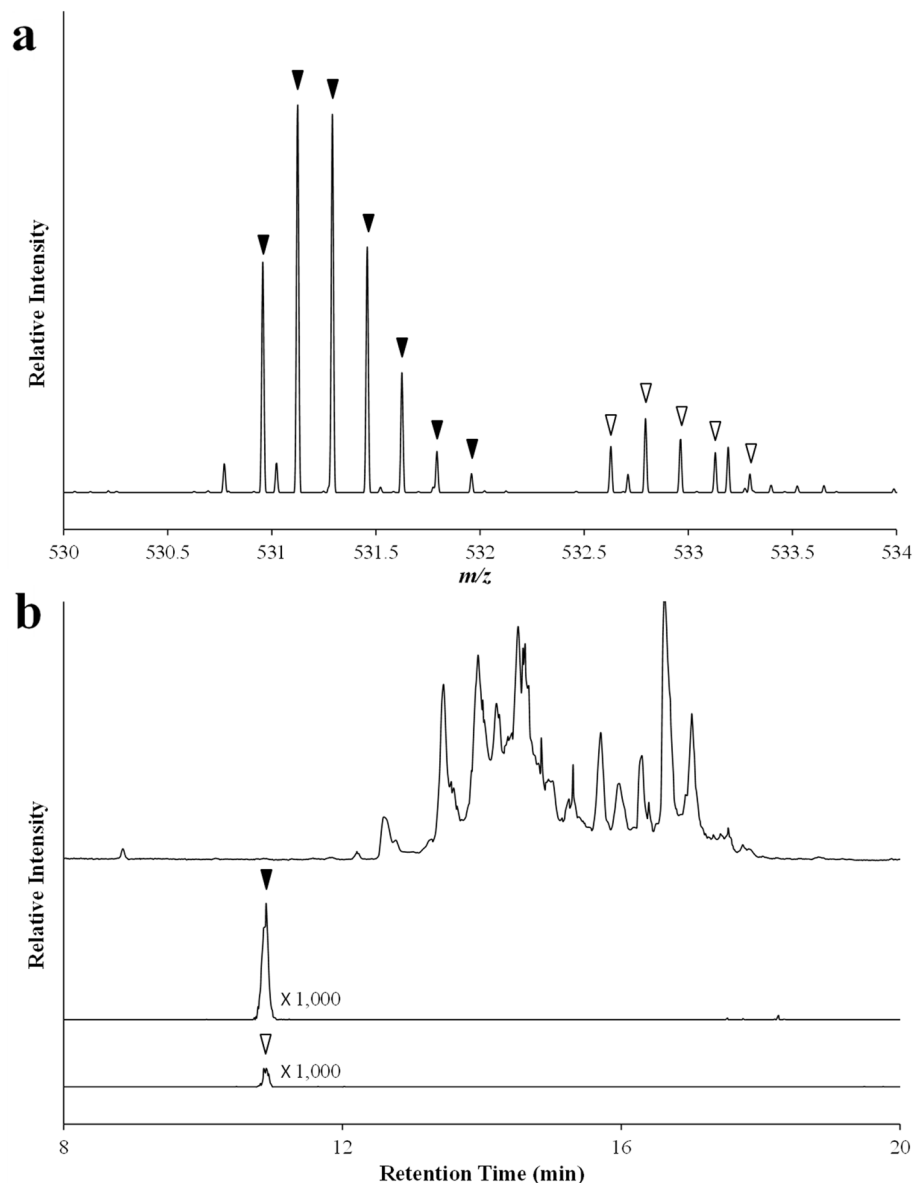 a
Relative Intensity
530 530.5 531 531.5 532 532.5 533 533.5 534
m/z
b
Relative Intensity
X 1,000
X 1,000
8 12 16 20
Retention Time (min)